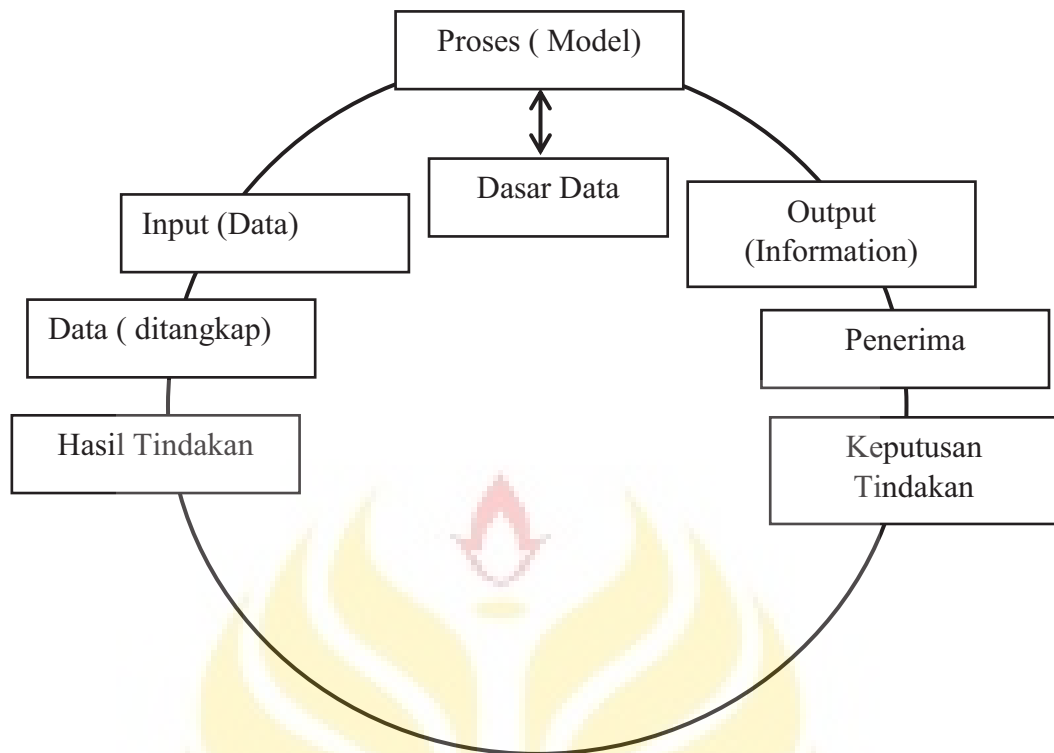 Proses ( Model)
Dasar Data
Input (Data)
Output
(Information)
Data ( ditangkap)
Penerima
Hasil Tindakan
Keputusan
Tindakan